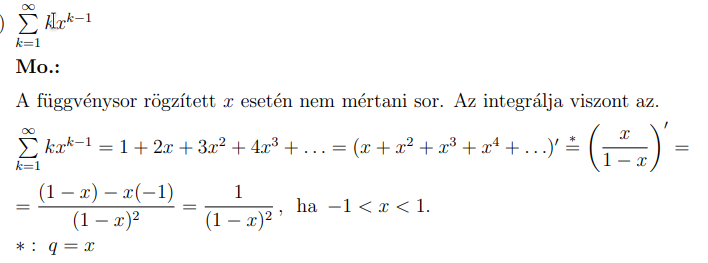 ) ∞∑k=1 kx^{k−1}
Mo.:
A függvénysor rögzített x esetén nem mértani sor. Az integrálja viszont az.
∞∑k=1 kx^{k−1} = 1 + 2x + 3x² + 4x³ + ... = (x + x² + x³ + x⁴ + ...)′ *= (x/(1 − x))′ =
= ((1 − x) − x(−1))/(1 − x)² = 1/(1 − x)², ha −1 < x < 1.
∗ : q = x